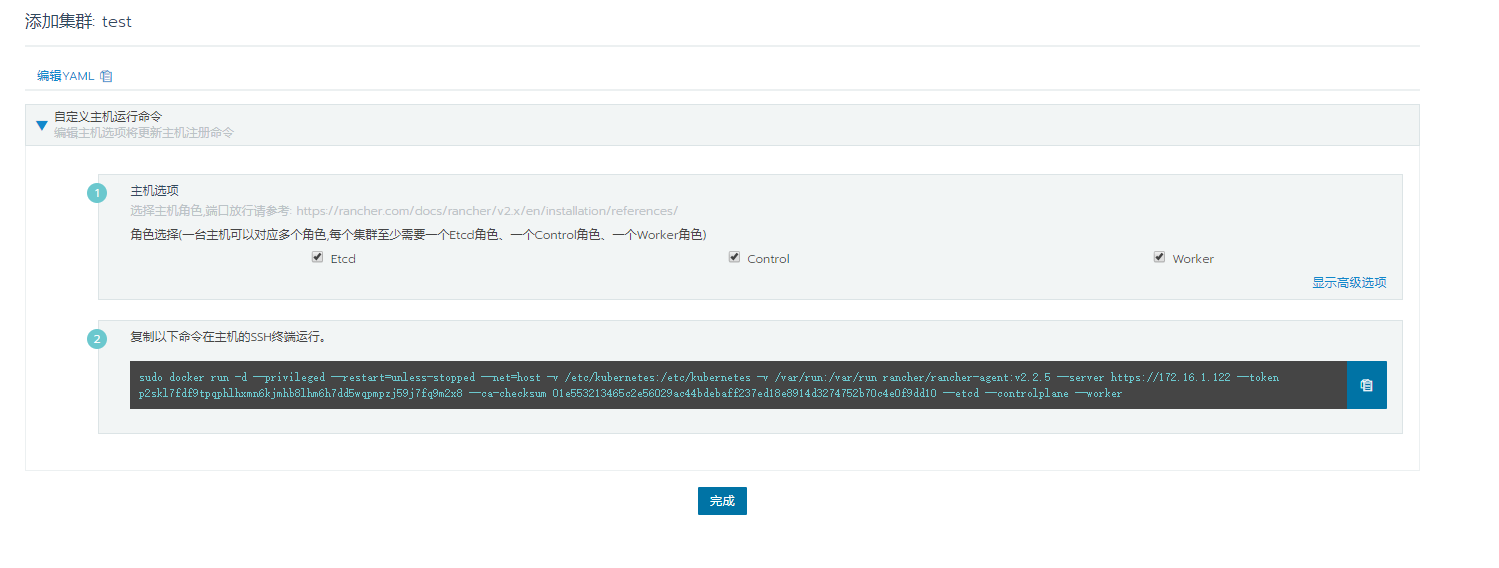 添加集群: test
编辑YAML
自定义主机运行命令
编辑主机选项将更新主机注册命令
1
主机选项
选择主机角色,端口放行请参考: https://rancher.com/docs/rancher/v2.x/en/installation/references/
角色选择(一台主机可以对应多个角色,每个集群至少需要一个Etcd角色、一个Control角色、一个Worker角色)
Etcd Control Worker
显示高级选项
2
复制以下命令在主机的SSH终端运行。
sudo docker run -d --privileged --restart=unless-stopped --net=host -v /etc/kubernetes:/etc/kubernetes -v /var/run:/var/run rancher/rancher-agent:v2.2.5 --server https://172.16.1.122 --token
p2skl7fdf9tpqphlhxmn6kjmhb8lhm6h7dd5wqpmpzj59j7fq9m2x8 --ca-checksum 01e553213465c2e56029ac44bdebaff237ed18e8914d3274752b70c4e0f9dd10 --etcd --controlplane --worker
完成